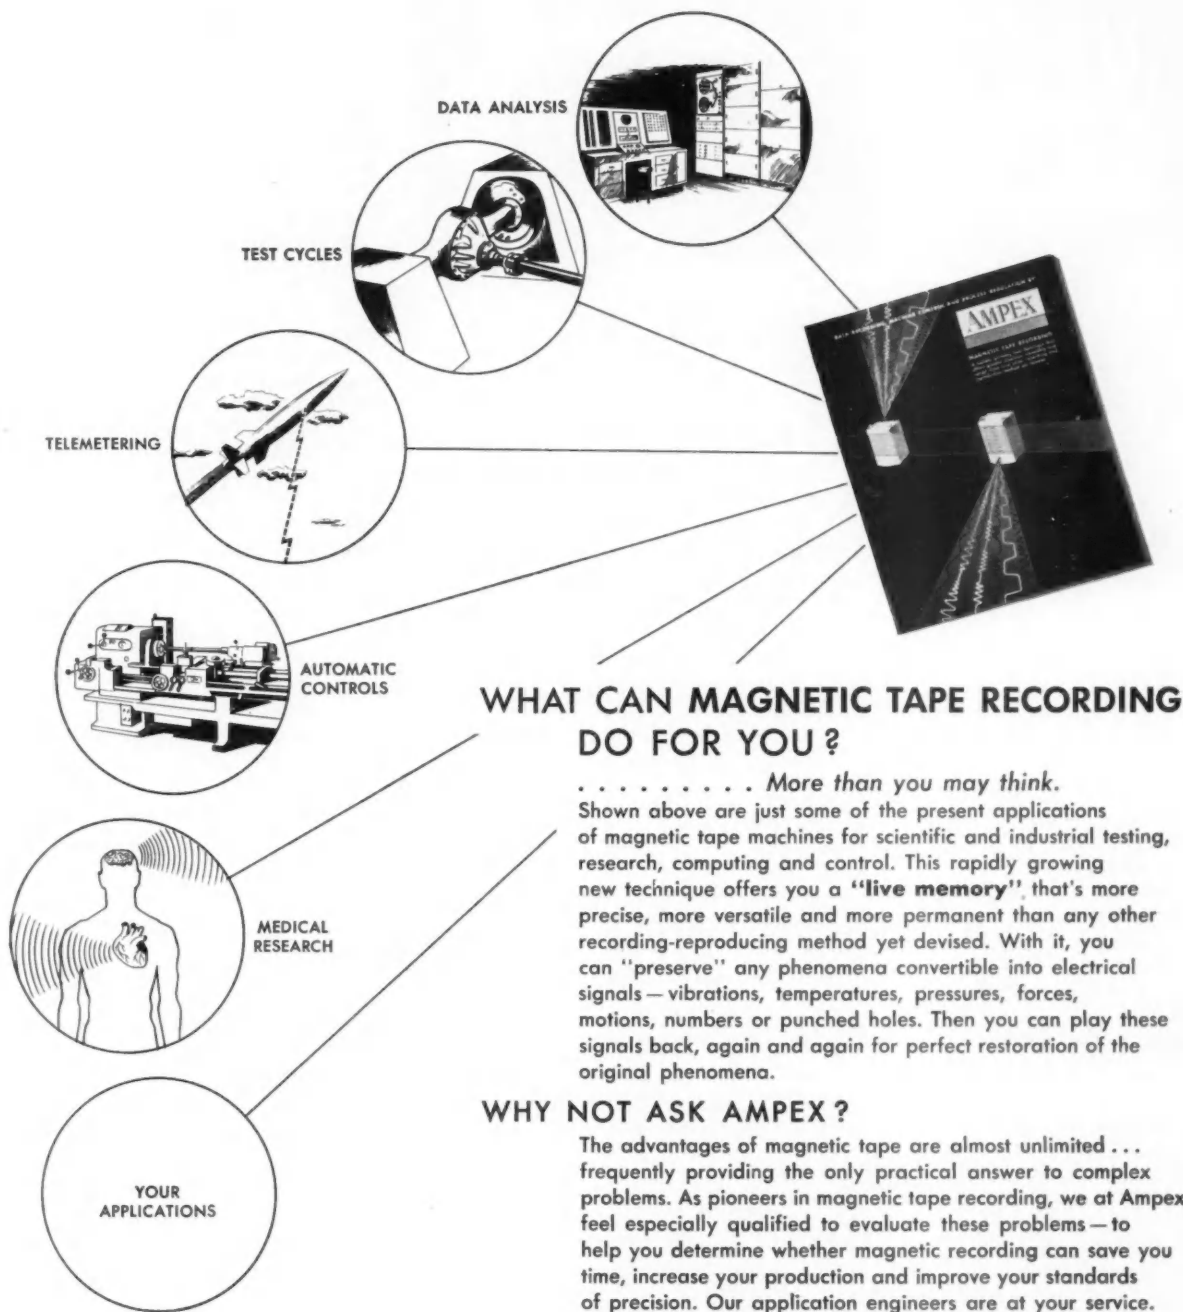 DATA ANALYSIS
TEST CYCLES
TELEMETERING
AUTOMATIC
CONTROLS
MEDICAL
RESEARCH
YOUR
APPLICATIONS
AMPEX
MAGNETIC TAPE RECORDERS
WHAT CAN MAGNETIC TAPE RECORDING
DO FOR YOU?
. . . . . . . . . More than you may think.
Shown above are just some of the present applications
of magnetic tape machines for scientific and industrial testing,
research, computing and control. This rapidly growing
new technique offers you a "live memory" that's more
precise, more versatile and more permanent than any other
recording-reproducing method yet devised. With it, you
can "preserve" any phenomena convertible into electrical
signals — vibrations, temperatures, pressures, forces,
motions, numbers or punched holes. Then you can play these
signals back, again and again for perfect restoration of the
original phenomena.
WHY NOT ASK AMPEX?
The advantages of magnetic tape are almost unlimited ...
frequently providing the only practical answer to complex
problems. As pioneers in magnetic tape recording, we at Ampex
feel especially qualified to evaluate these problems — to
help you determine whether magnetic recording can save you
time, increase your production and improve your standards
of precision. Our application engineers are at your service.